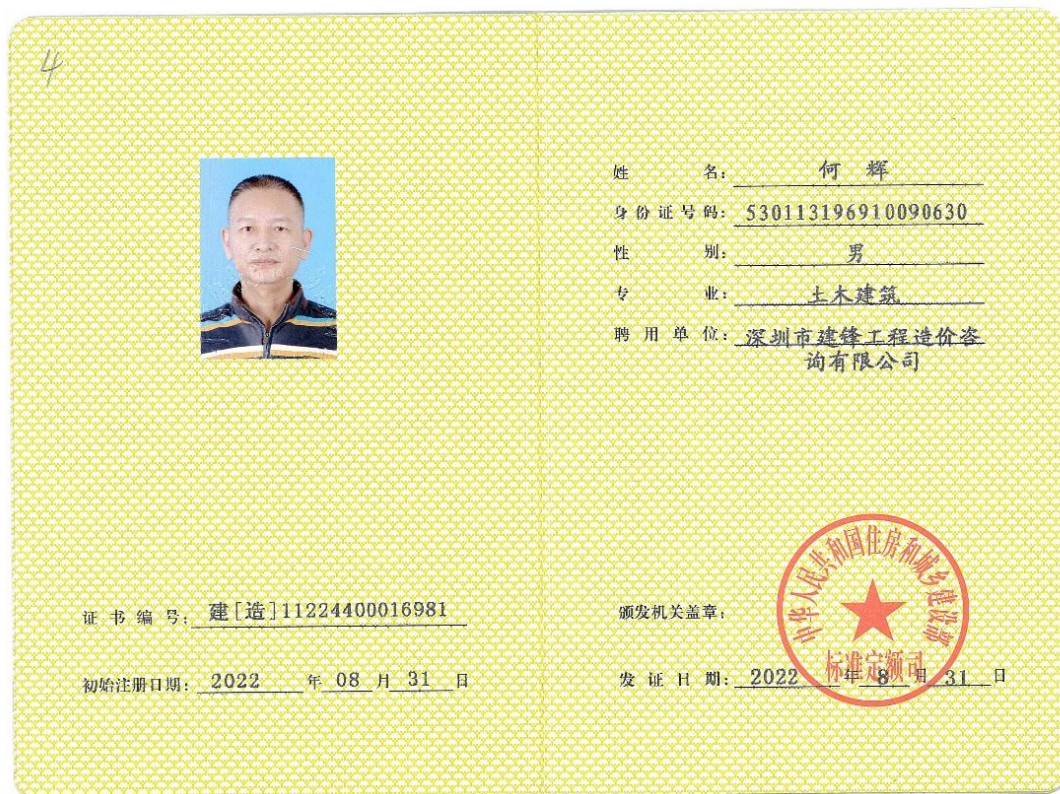 4
姓 名: 何 辉
身份证号码: 530113196910090630
性 别: 男
专 业: 土木建筑
聘用单位: 深圳市建锋工程造价咨
询有限公司
证书编号: 建[造]11224400016981
初始注册日期: 2022 年 08 月 31 日
颁发机关盖章:
中华人民共和国住房和城乡建设部
标准定额司
发证日期: 2022 年 8 月 31 日